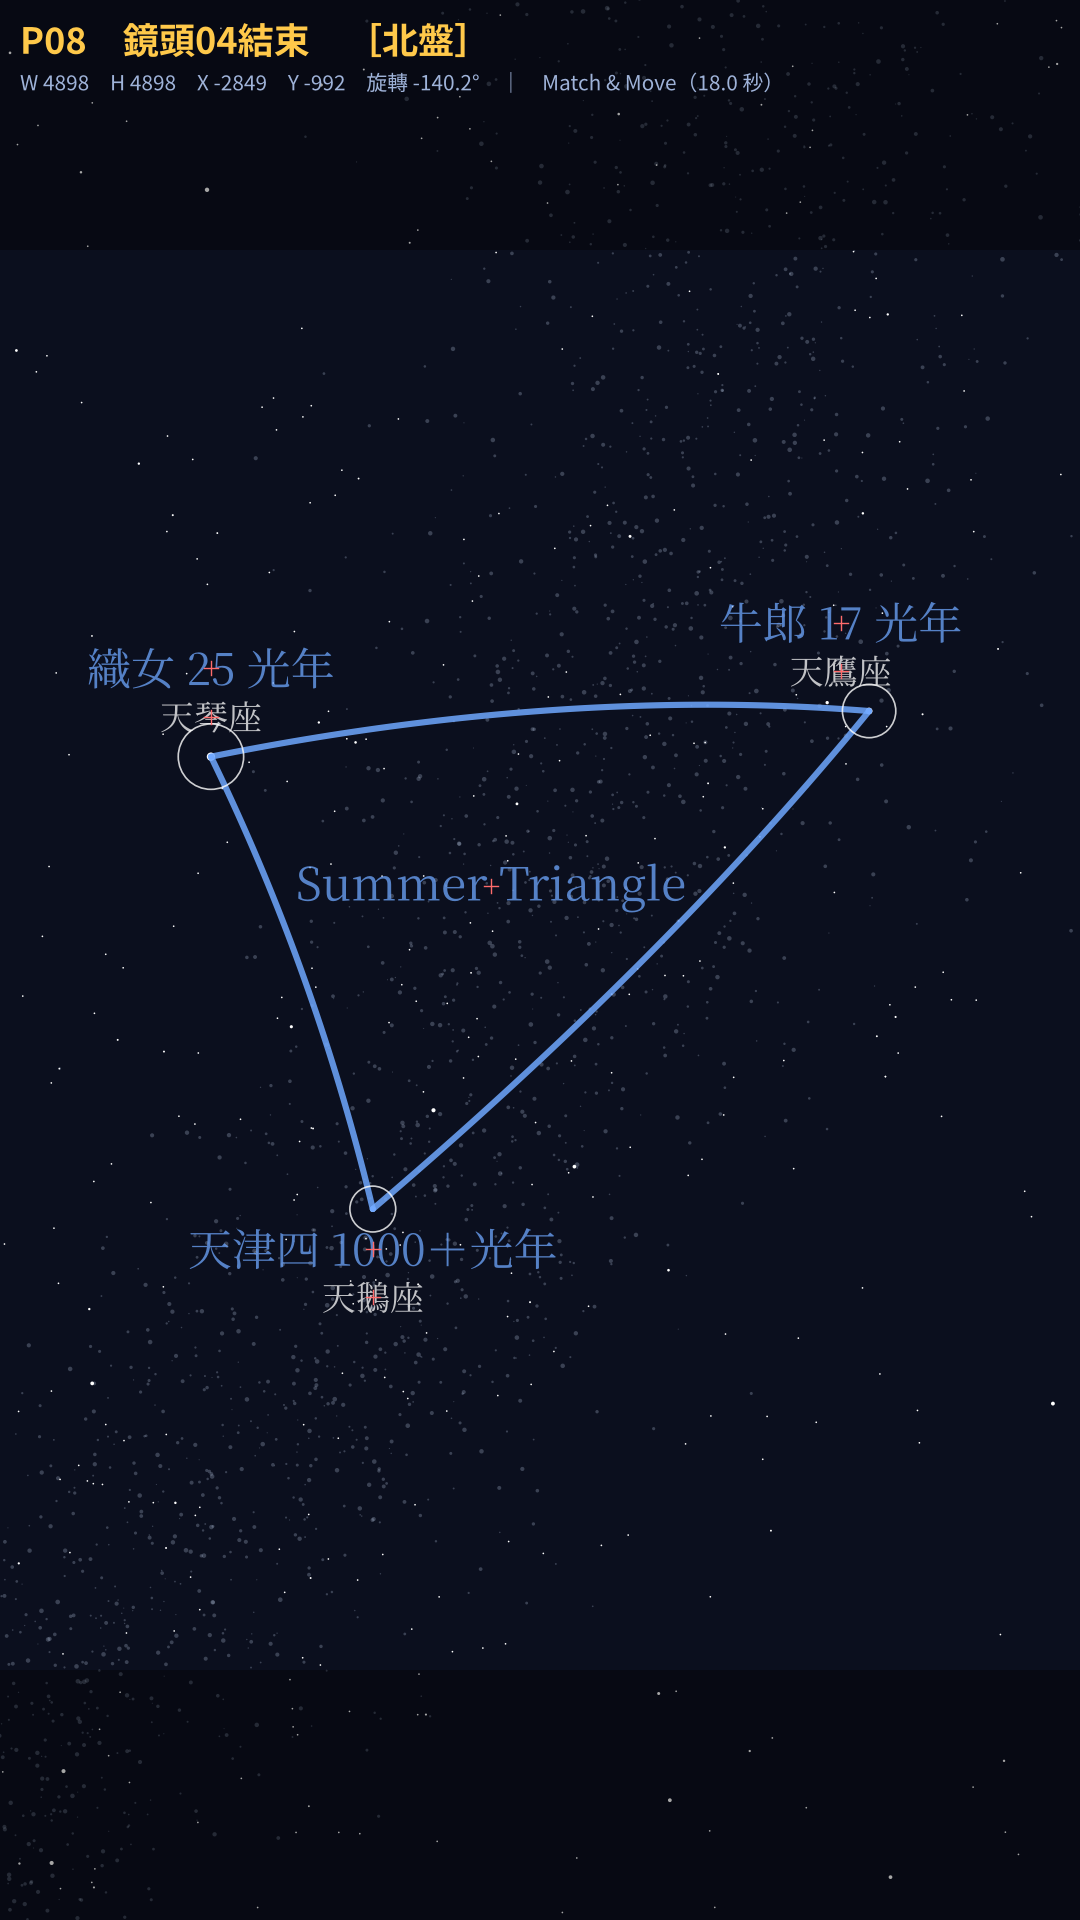 P08 鏡頭04結束 ［北盤］
W 4898 H 4898 X -2849 Y -992 旋轉 -140.2° ｜ Match & Move（18.0 秒）
牛郎 17 光年
天鷹座
織女 25 光年
天琴座
Summer Triangle
天津四 1000＋光年
天鵝座